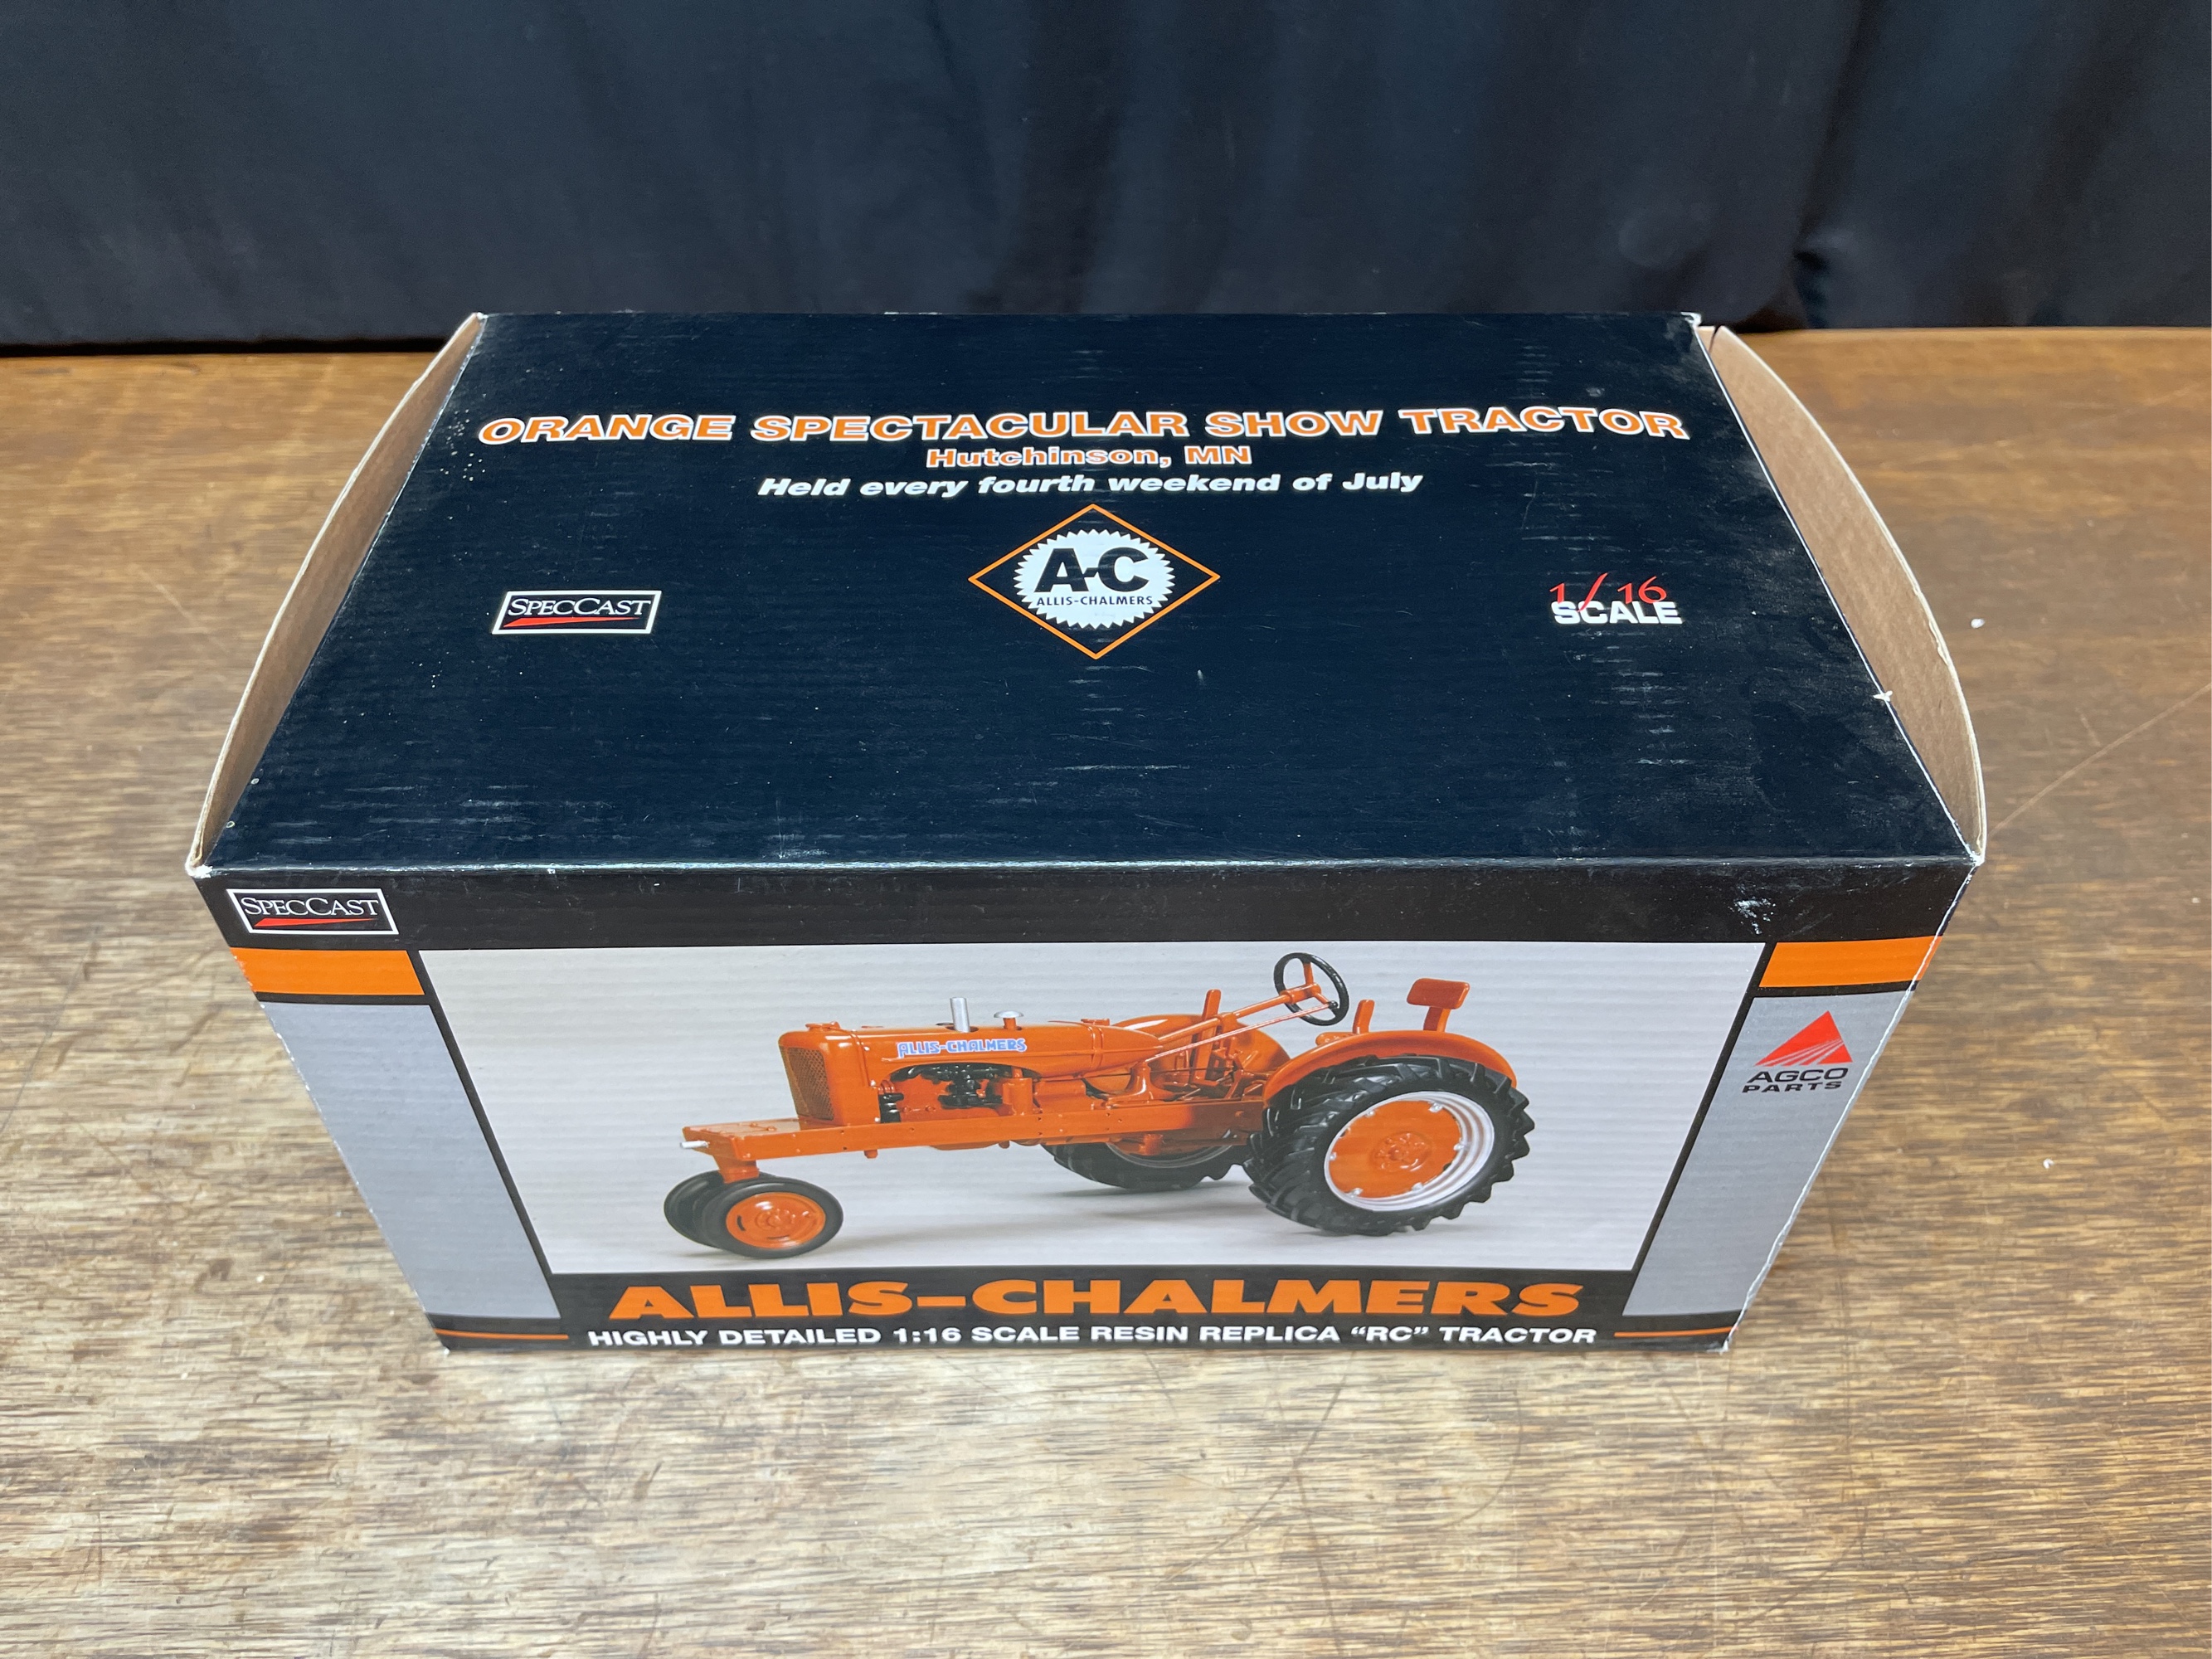 ORANGE SPECTACULAR SHOW TRACTOR
Hutchinson, MN
Held every fourth weekend of July
A-C
ALLIS-CHALMERS
SPECCAST
1/16
SCALE
SPECCAST
ALLIS-CHALMERS
AGCO
PARTS
ALLIS-CHALMERS
HIGHLY DETAILED 1:16 SCALE RESIN REPLICA “RC” TRACTOR